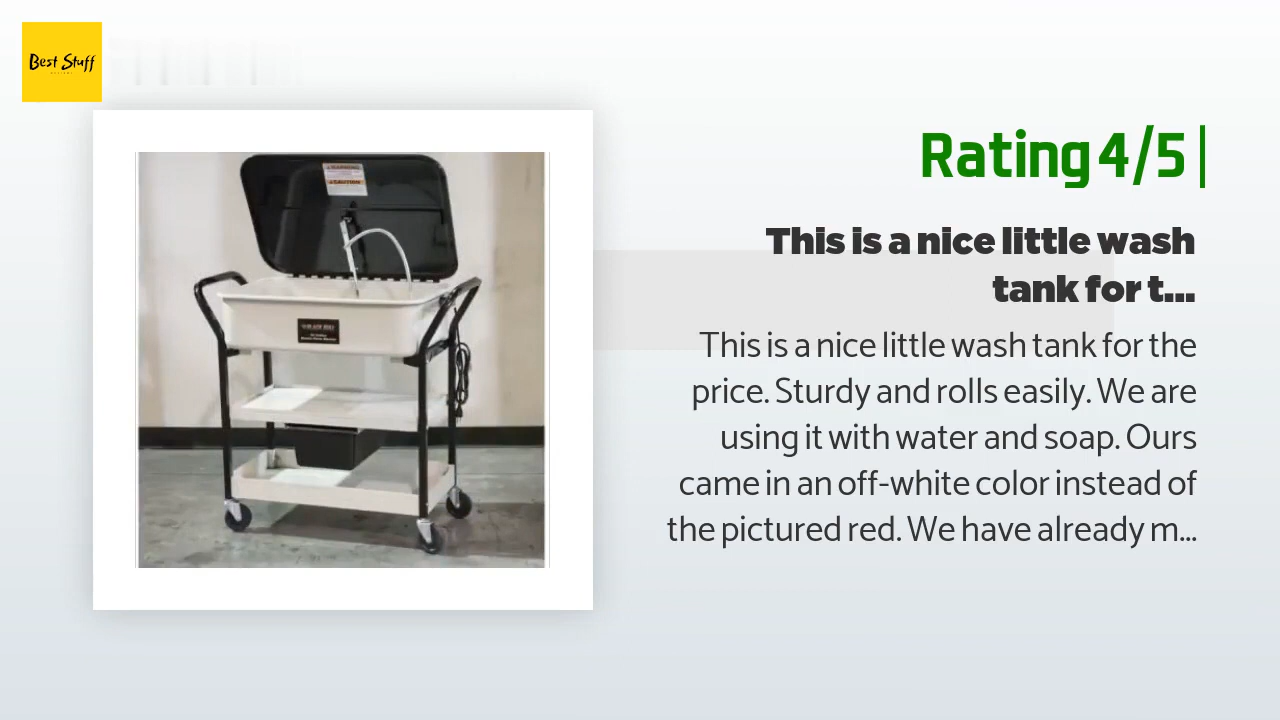 Best Stuff
Rating 4/5 |
This is a nice little wash
tank for t...
This is a nice little wash tank for the
price. Sturdy and rolls easily. We are
using it with water and soap. Ours
came in an off-white color instead of
the pictured red. We have already m...
WARNING
CAUTION